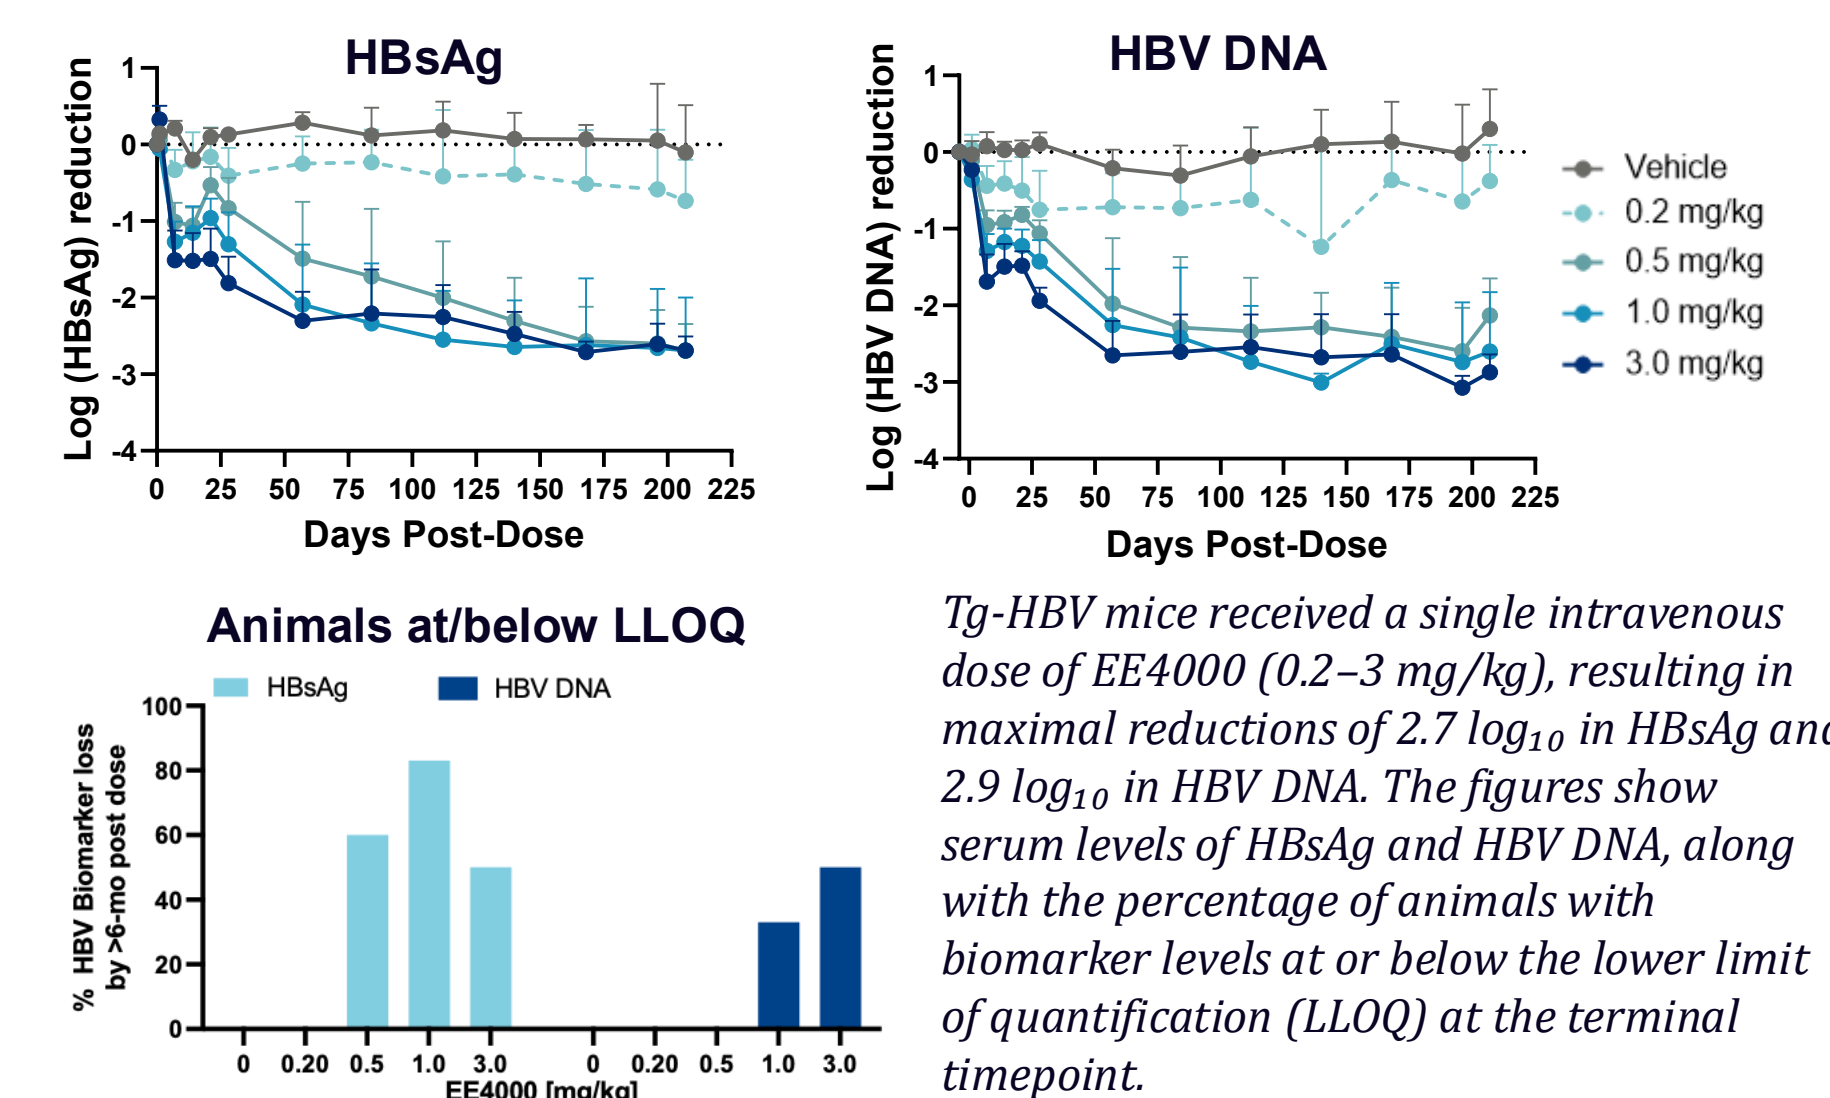 HBsAg
Log (HBsAg) reduction
1
0
-1
-2
-3
-4
0 25 50 75 100 125 150 175 200 225
Days Post-Dose
HBV DNA
Log (HBV DNA) reduction
1
0
-1
-2
-3
-4
0 25 50 75 100 125 150 175 200 225
Days Post-Dose
Vehicle
0.2 mg/kg
0.5 mg/kg
1.0 mg/kg
3.0 mg/kg
Animals at/below LLOQ
HBsAg HBV DNA
% HBV Biomarker loss
by >6-mo post dose
100
80
60
40
20
0
0 0.20 0.5 1.0 3.0 0 0.20 0.5 1.0 3.0
EE4000 [mg/kg]
Tg-HBV mice received a single intravenous
dose of EE4000 (0.2–3 mg/kg), resulting in
maximal reductions of 2.7 log₁₀ in HBsAg and
2.9 log₁₀ in HBV DNA. The figures show
serum levels of HBsAg and HBV DNA, along
with the percentage of animals with
biomarker levels at or below the lower limit
of quantification (LLOQ) at the terminal
timepoint.